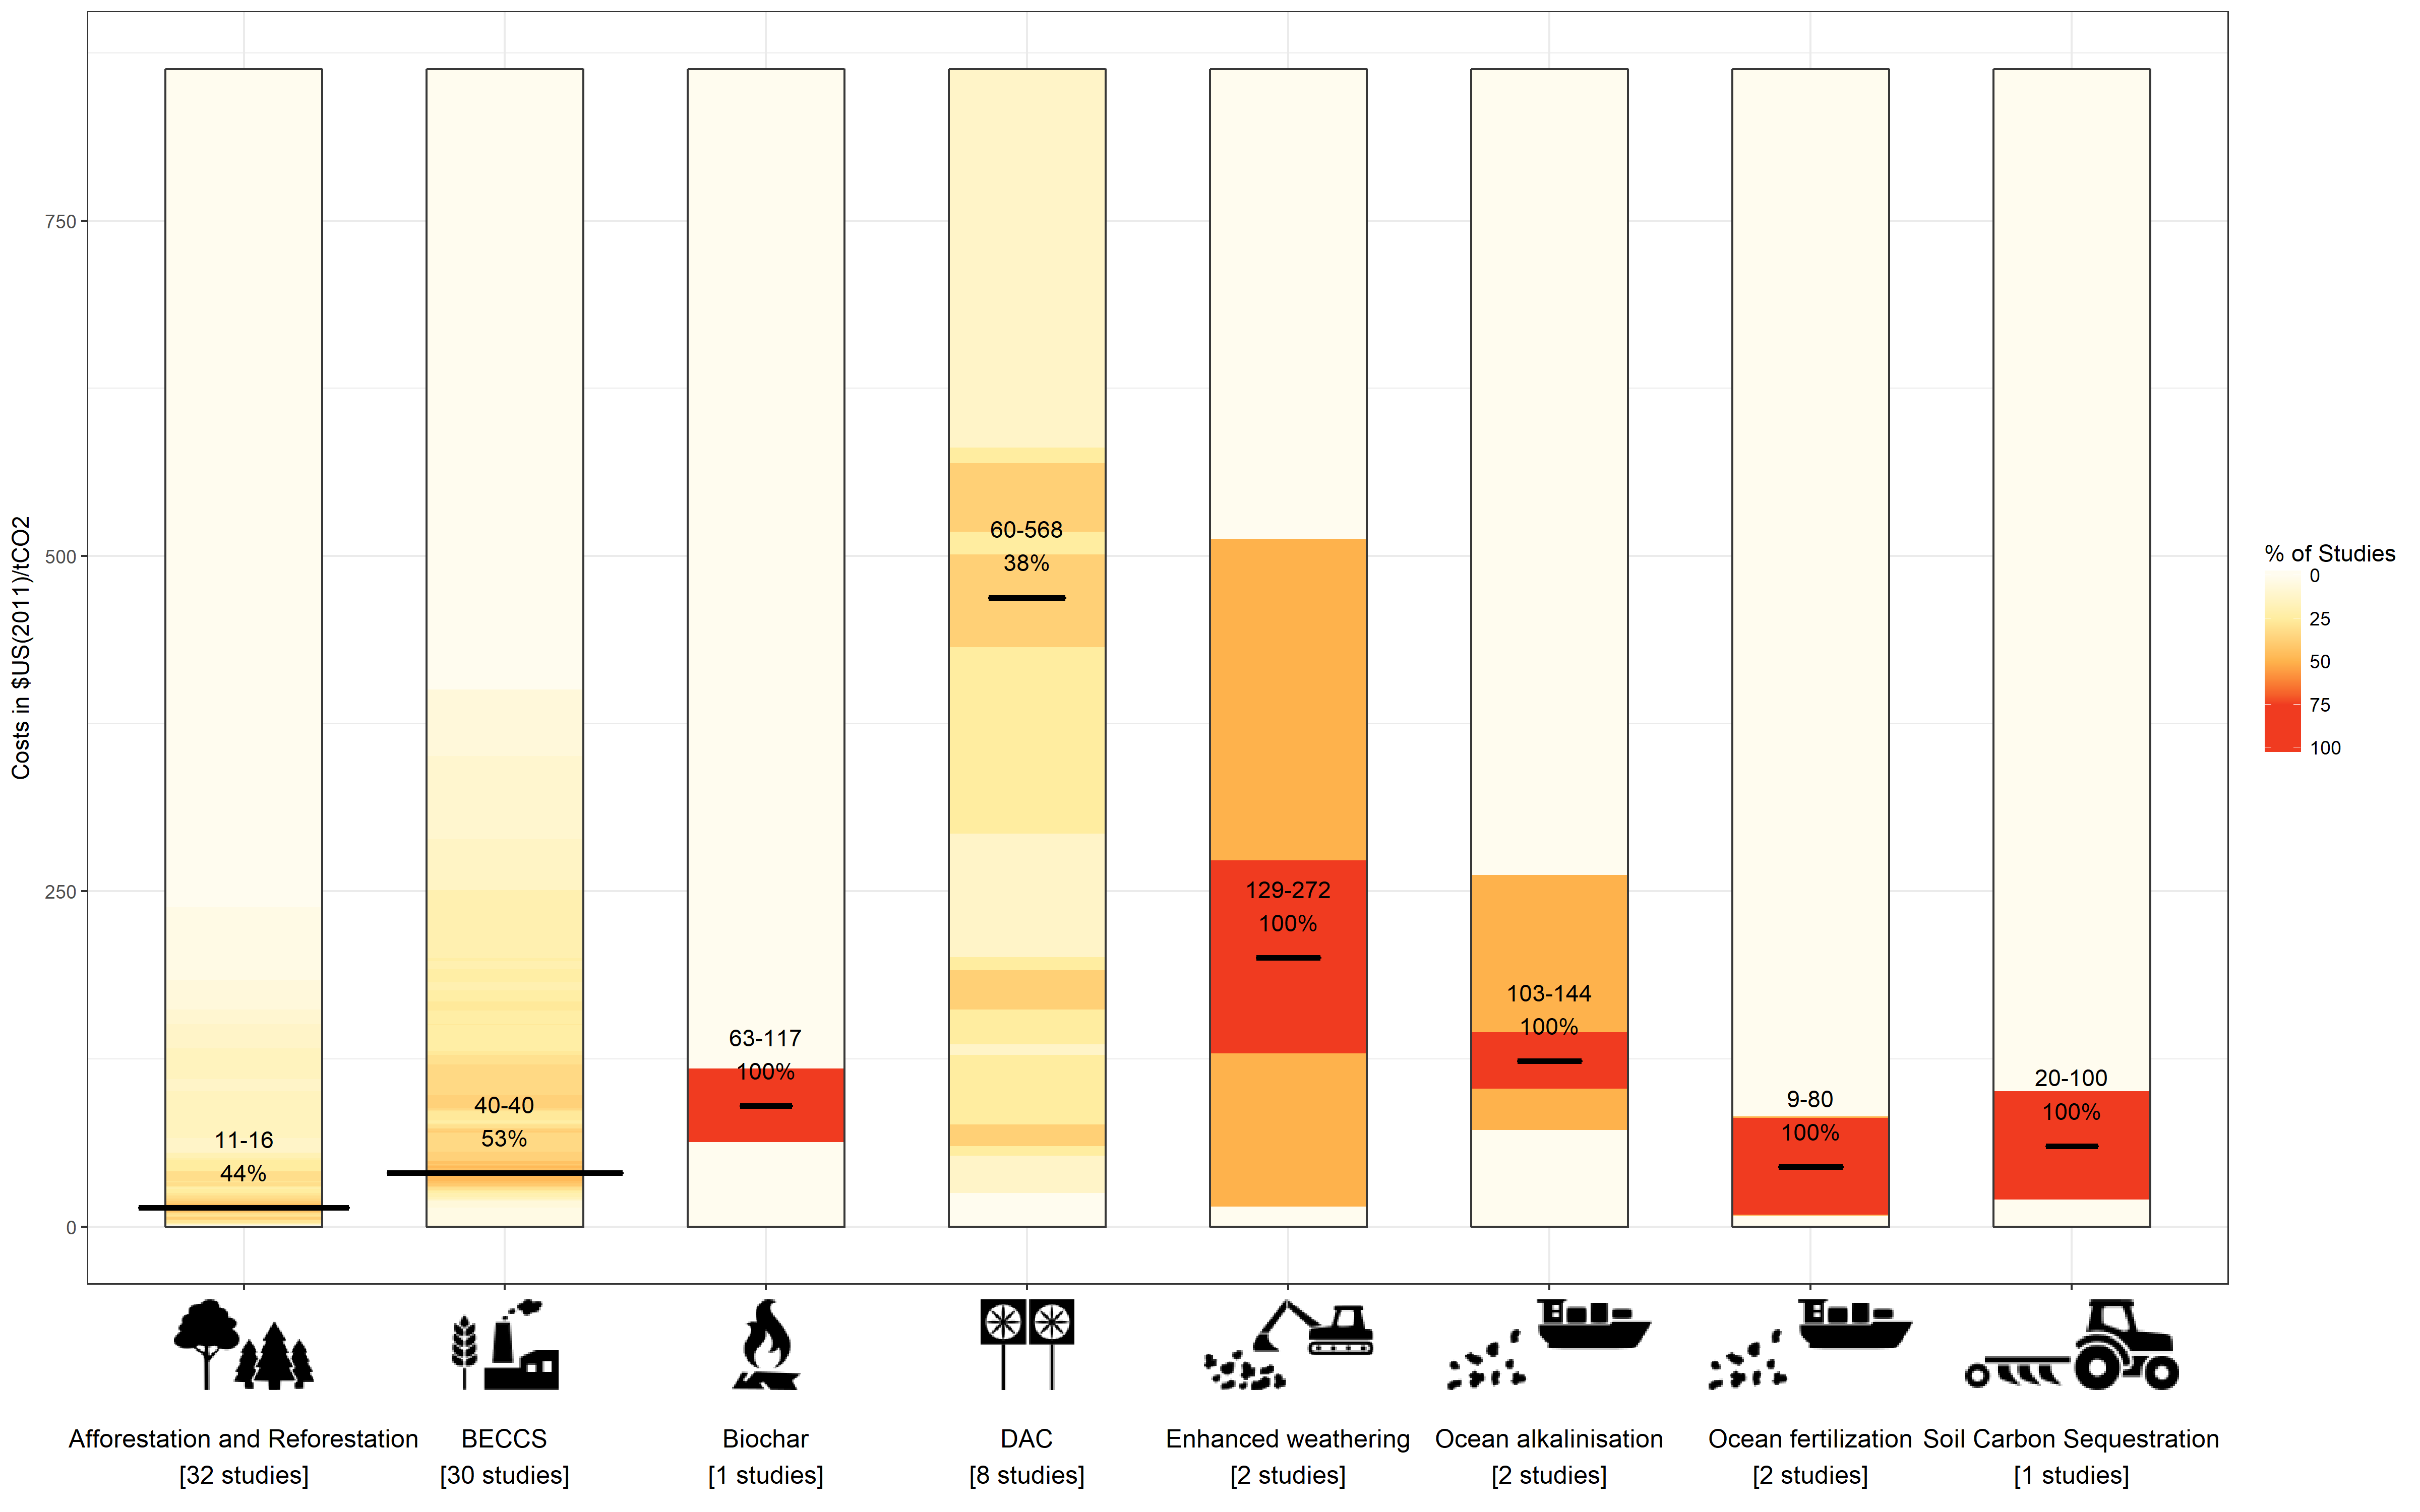 750
500
250
0
Costs in $US(2011)/tCO2
11-16
44%
40-40
53%
63-117
100%
60-568
38%
129-272
100%
103-144
100%
9-80
100%
20-100
100%
% of Studies
0
25
50
75
100
Afforestation and Reforestation
[32 studies]
BECCS
[30 studies]
Biochar
[1 studies]
DAC
[8 studies]
Enhanced weathering
[2 studies]
Ocean alkalinisation
[2 studies]
Ocean fertilization
[2 studies]
Soil Carbon Sequestration
[1 studies]